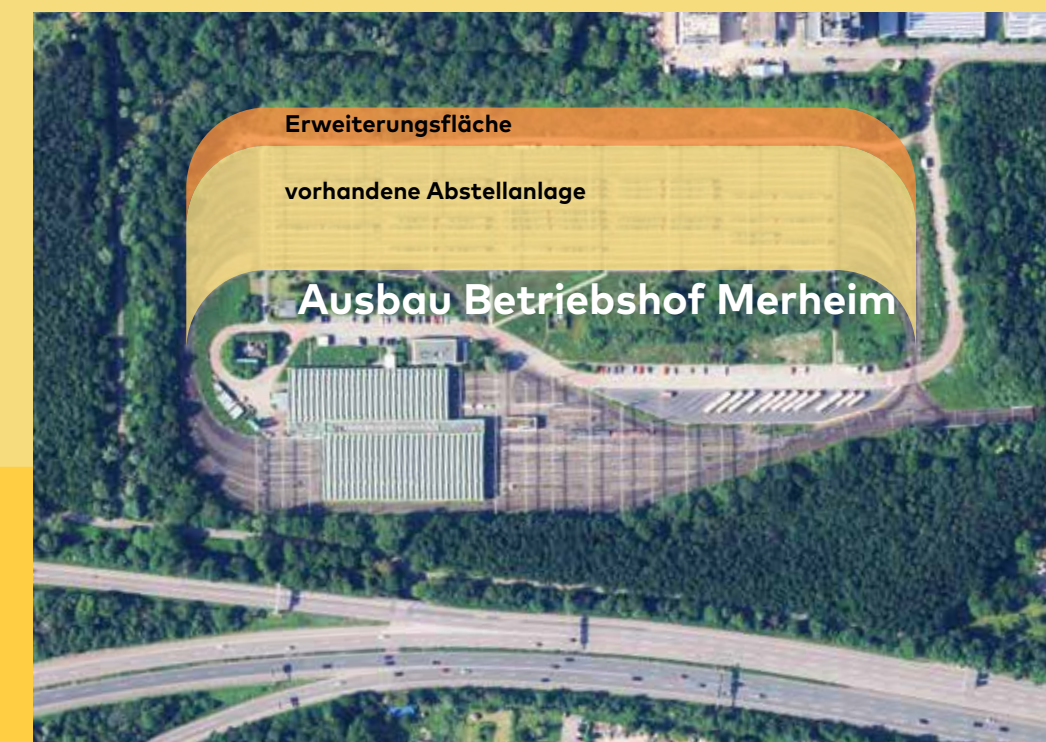 Erweiterungsfläche
vorhandene Abstellanlage
Ausbau Betriebshof Merheim